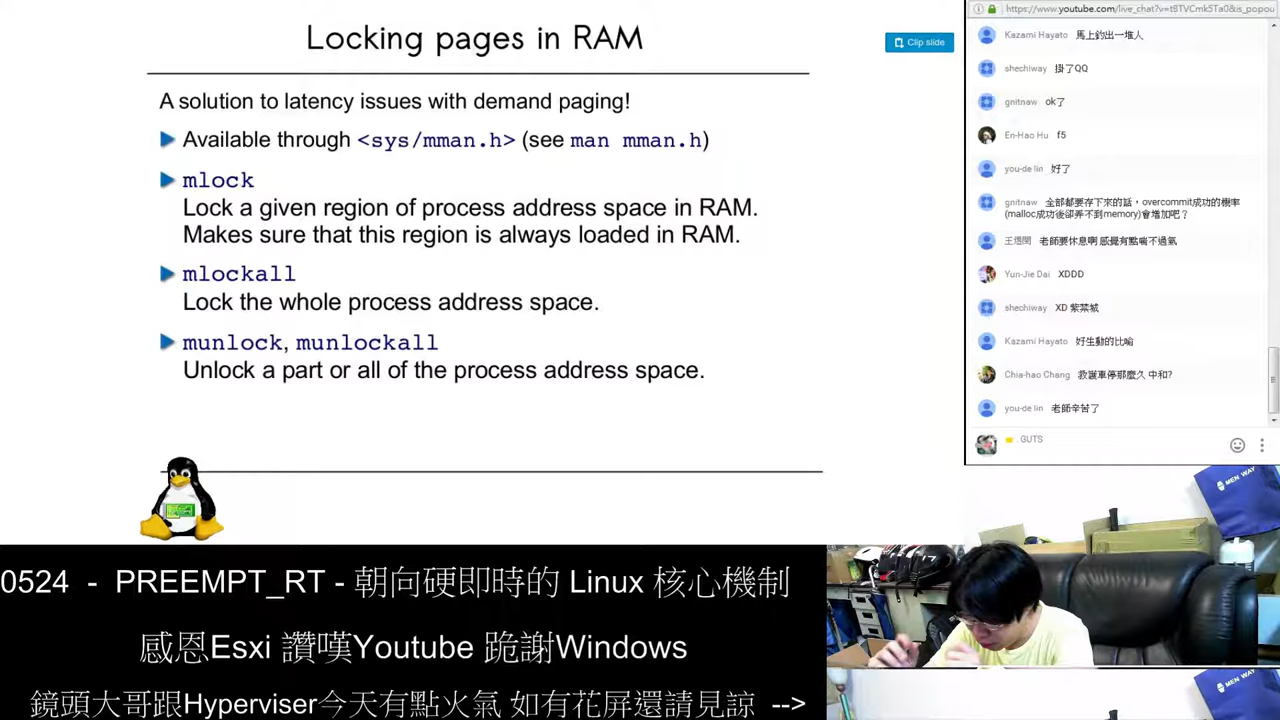 Locking pages in RAM
Clip slide
A solution to latency issues with demand paging!
Available through <sys/mman.h> (see man mman.h)
mlock
Lock a given region of process address space in RAM.
Makes sure that this region is always loaded in RAM.
mlockall
Lock the whole process address space.
munlock, munlockall
Unlock a part or all of the process address space.
https://www.youtube.com/live_chat?v=t8TVCmk5Ta0&is_popou
Kazami Hayato 馬上釣出一堆人
shechiway 掛了QQ
gnitnaw ok了
En-Hao Hu f5
you-de lin 好了
gnitnaw 全部都要存下來的話，overcommit成功的機率
(malloc成功後卻弄不到memory)會增加吧？
老師要休息啊 感覺有點喘不過氣
Yun-Jie Dai XDDD
shechiway XD 紫禁城
Kazami Hayato 好生動的比喻
Chia-hao Chang 救護車停那麼久 中和?
you-de lin 老師辛苦了
GUTS
MEN WAY
0524 - PREEMPT_RT - 朝向硬即時的 Linux 核心機制
感恩Esxi 讚嘆Youtube 跪謝Windows
鏡頭大哥跟Hyperviser今天有點火氣 如有花屏還請見諒 -->
MEN WAY